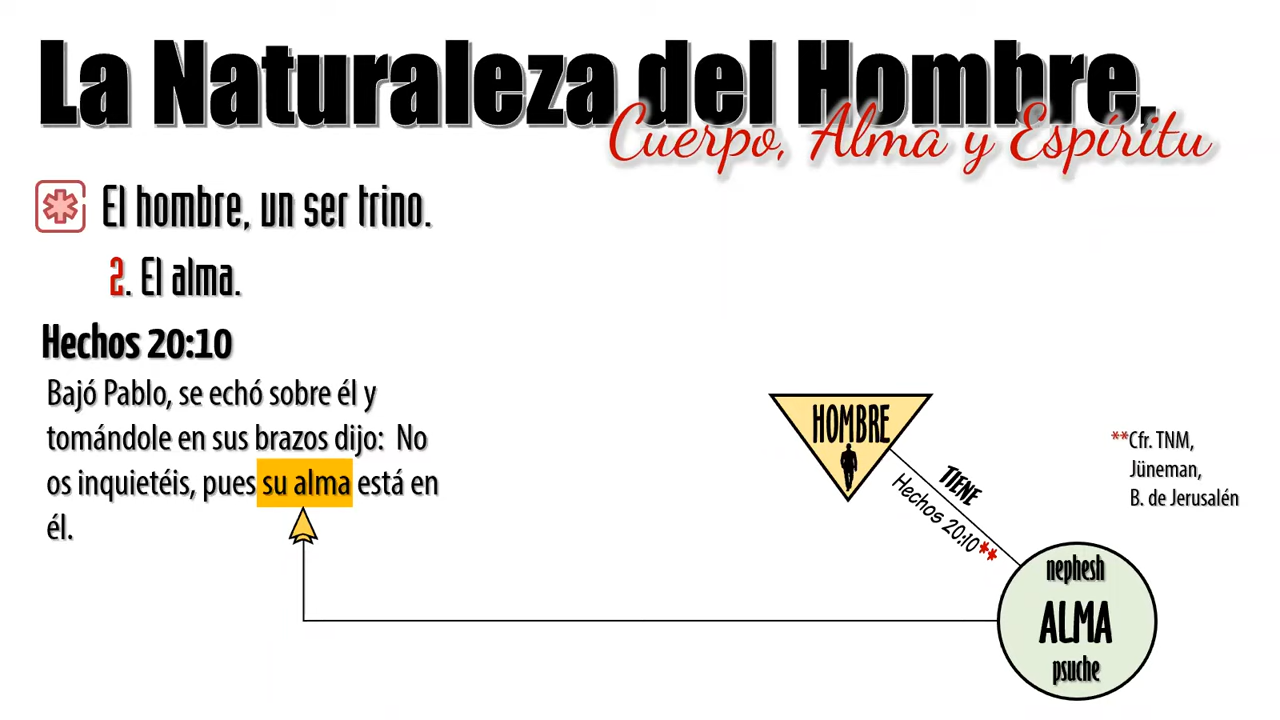 La Naturaleza del Hombre.
Cuerpo, Alma y Espíritu
El hombre, un ser trino.
2. El alma.
Hechos 20:10
Bajó Pablo, se echó sobre él y
tomándole en sus brazos dijo: No
os inquietéis, pues su alma está en
él.
HOMBRE
TIENE
Hechos 20:10**
**Cfr. TNM,
Jüneman,
B. de Jerusalén
nephesh
ALMA
psuche